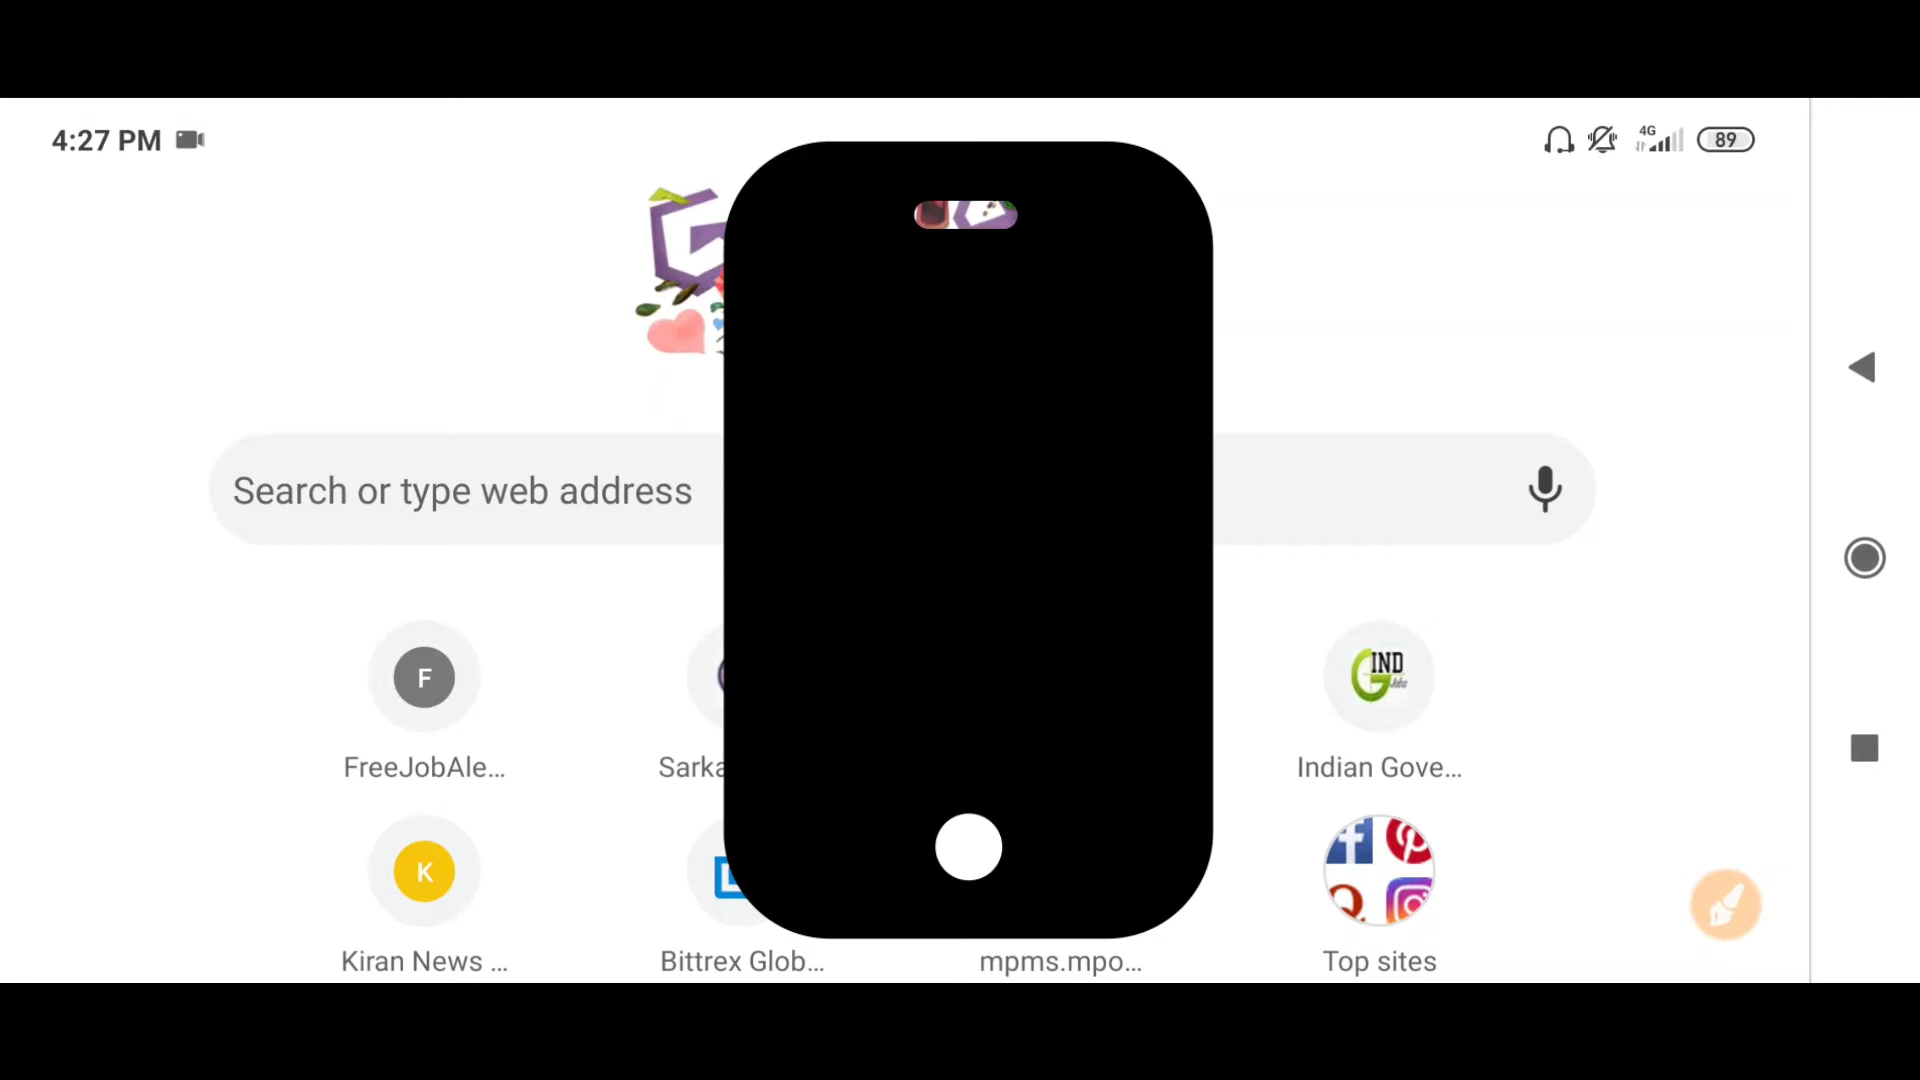 4:27 PM
4G
89
Search or type web address
F
IND
Jobs
FreeJobAle...
Sarka
Indian Gove...
K
Kiran News ...
Bittrex Glob...
mpms.mpo...
Top sites